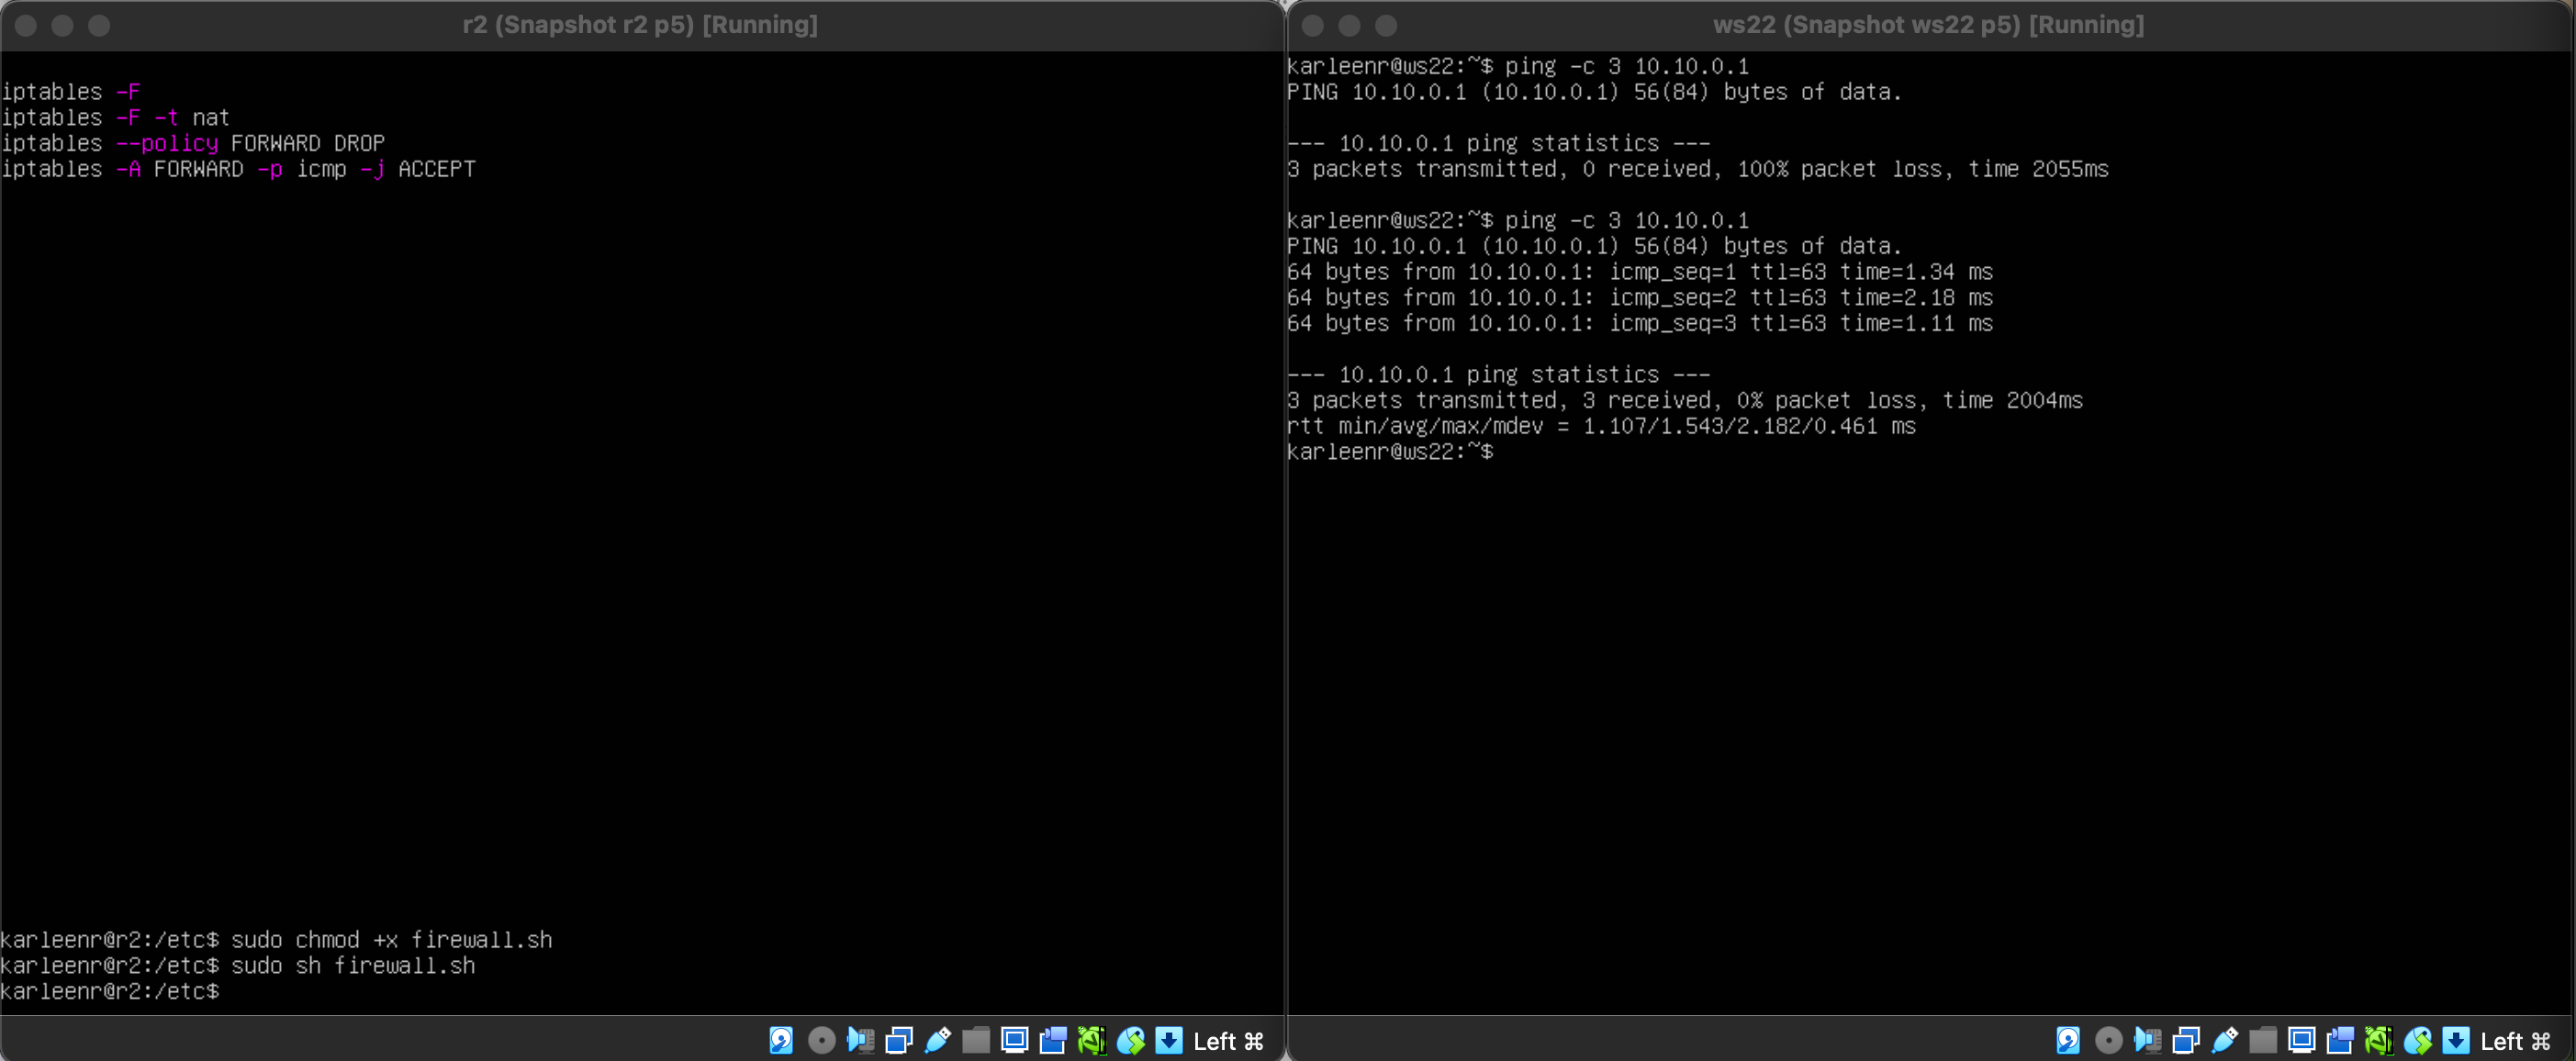 r2 (Snapshot r2 p5) [Running]
iptables -F
iptables -F -t nat
iptables --policy FORWARD DROP
iptables -A FORWARD -p icmp -j ACCEPT
karleenr@r2:/etc$ sudo chmod +x firewall.sh
karleenr@r2:/etc$ sudo sh firewall.sh
karleenr@r2:/etc$
Left ⌘
ws22 (Snapshot ws22 p5) [Running]
karleenr@ws22:~$ ping -c 3 10.10.0.1
PING 10.10.0.1 (10.10.0.1) 56(84) bytes of data.
--- 10.10.0.1 ping statistics ---
3 packets transmitted, 0 received, 100% packet loss, time 2055ms
karleenr@ws22:~$ ping -c 3 10.10.0.1
PING 10.10.0.1 (10.10.0.1) 56(84) bytes of data.
64 bytes from 10.10.0.1: icmp_seq=1 ttl=63 time=1.34 ms
64 bytes from 10.10.0.1: icmp_seq=2 ttl=63 time=2.18 ms
64 bytes from 10.10.0.1: icmp_seq=3 ttl=63 time=1.11 ms
--- 10.10.0.1 ping statistics ---
3 packets transmitted, 3 received, 0% packet loss, time 2004ms
rtt min/avg/max/mdev = 1.107/1.543/2.182/0.461 ms
karleenr@ws22:~$
Left ⌘